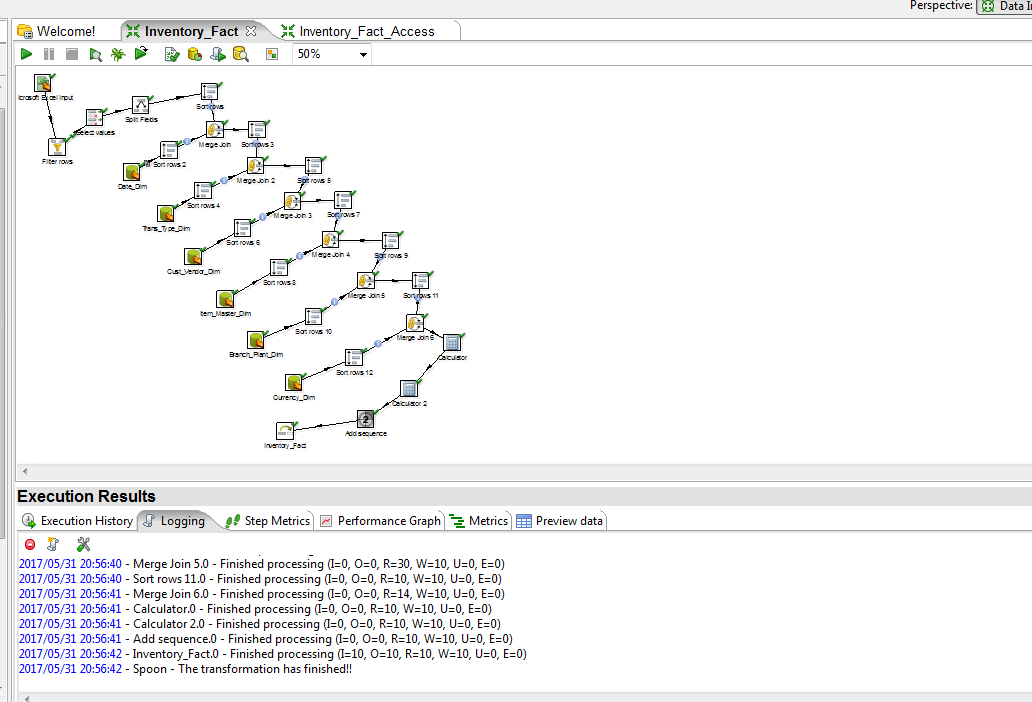 Perspective: Data I
Welcome! Inventory_Fact Inventory_Fact_Access
50%
icrosoft Excel Input
Sort rows
Split Fields
Select values
Filter rows
Merge Join
Sort rows 3
Sort rows 2
Date_Dim
Merge Join 2
Sort rows 5
Sort rows 4
Trans_Type_Dim
Merge Join 3
Sort rows 7
Sort rows 6
Cust_Vendor_Dim
Merge Join 4
Sort rows 9
Sort rows 8
Item_Master_Dim
Merge Join 5
Sort rows 11
Sort rows 10
Branch_Plant_Dim
Merge Join 6
Calculator
Sort rows 12
Currency_Dim
Calculator 2
Add sequence
Inventory_Fact
Execution Results
Execution History Logging Step Metrics Performance Graph Metrics Preview data
2017/05/31 20:56:40 - Merge Join 5.0 - Finished processing (I=0, O=0, R=30, W=10, U=0, E=0)
2017/05/31 20:56:40 - Sort rows 11.0 - Finished processing (I=0, O=0, R=10, W=10, U=0, E=0)
2017/05/31 20:56:41 - Merge Join 6.0 - Finished processing (I=0, O=0, R=14, W=10, U=0, E=0)
2017/05/31 20:56:41 - Calculator.0 - Finished processing (I=0, O=0, R=10, W=10, U=0, E=0)
2017/05/31 20:56:41 - Calculator 2.0 - Finished processing (I=0, O=0, R=10, W=10, U=0, E=0)
2017/05/31 20:56:41 - Add sequence.0 - Finished processing (I=0, O=0, R=10, W=10, U=0, E=0)
2017/05/31 20:56:42 - Inventory_Fact.0 - Finished processing (I=10, O=10, R=10, W=10, U=0, E=0)
2017/05/31 20:56:42 - Spoon - The transformation has finished!!